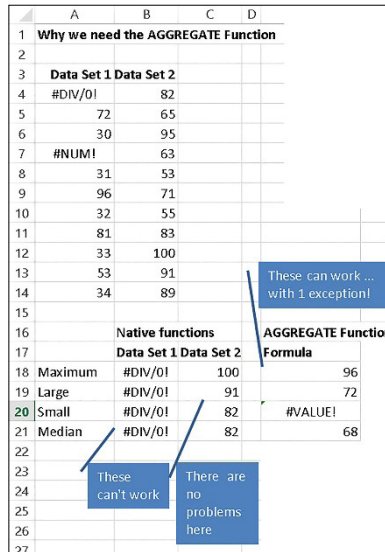 A B C D
1 Why we need the AGGREGATE Function
2
3 Data Set 1 Data Set 2
4 #DIV/0! 82
5 72 65
6 30 95
7 #NUM! 63
8 31 53
9 96 71
10 32 55
11 81 83
12 33 100
13 53 91
14 34 89
These can work ...
with 1 exception!
15
16 Native functions AGGREGATE Function
17 Data Set 1 Data Set 2 Formula
18 Maximum #DIV/0! 100 96
19 Large #DIV/0! 91 72
20 Small #DIV/0! 82 #VALUE!
21 Median #DIV/0! 82 68
22
23
24
25
26
27
These
can't work
There are
no
problems
here